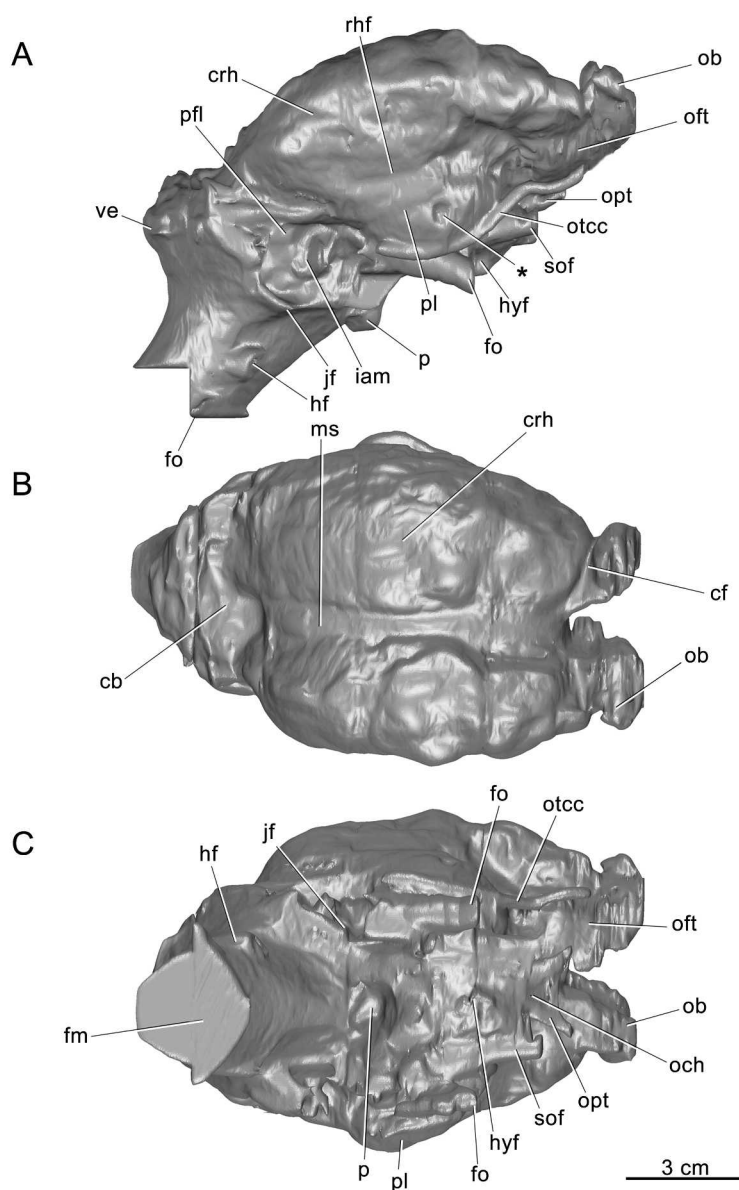 A
rhf
crh
ob
pfl
oft
ve
opt
otcc
sof
*
hyf
pl
fo
p
iam
jf
hf
fo
B
ms
crh
cf
cb
ob
C
fo
otcc
jf
hf
oft
fm
ob
och
opt
sof
hyf
p
pl
fo
3 cm